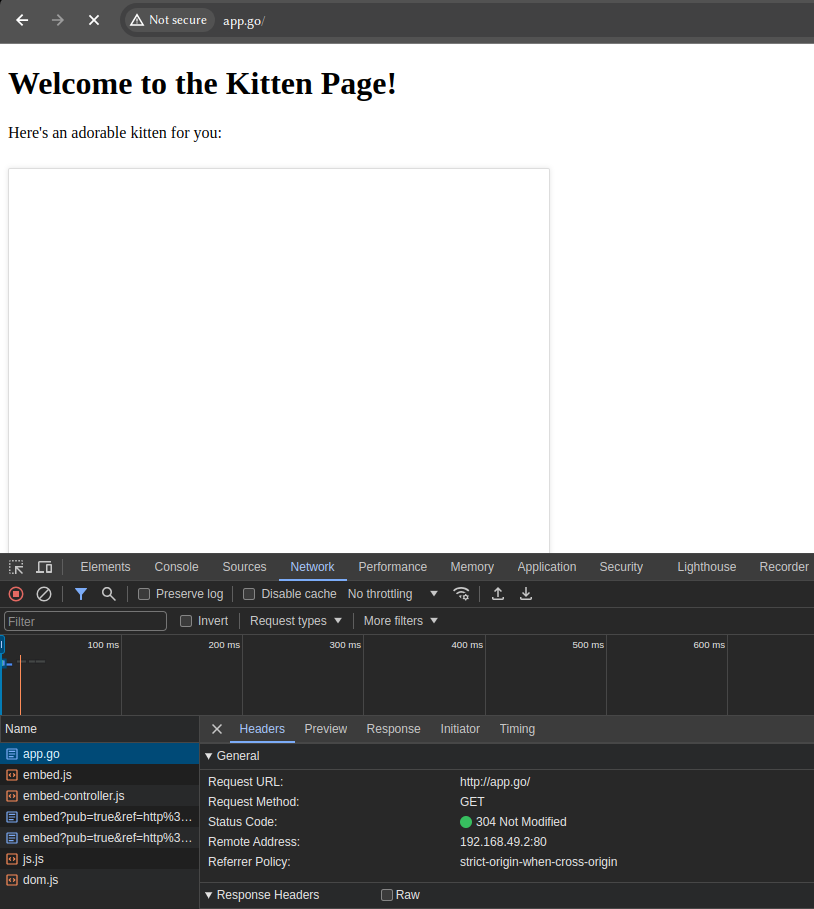 Not secure app.go/
Welcome to the Kitten Page!
Here's an adorable kitten for you:
Elements Console Sources Network Performance Memory Application Security Lighthouse Recorder
Preserve log Disable cache No throttling
Filter Invert Request types More filters
100 ms 200 ms 300 ms 400 ms 500 ms 600 ms
Name Headers Preview Response Initiator Timing
app.go
embed.js
embed-controller.js
embed?pub=true&ref=http%3…
embed?pub=true&ref=http%3…
js.js
dom.js
General
Request URL: http://app.go/
Request Method: GET
Status Code: 304 Not Modified
Remote Address: 192.168.49.2:80
Referrer Policy: strict-origin-when-cross-origin
Response Headers Raw